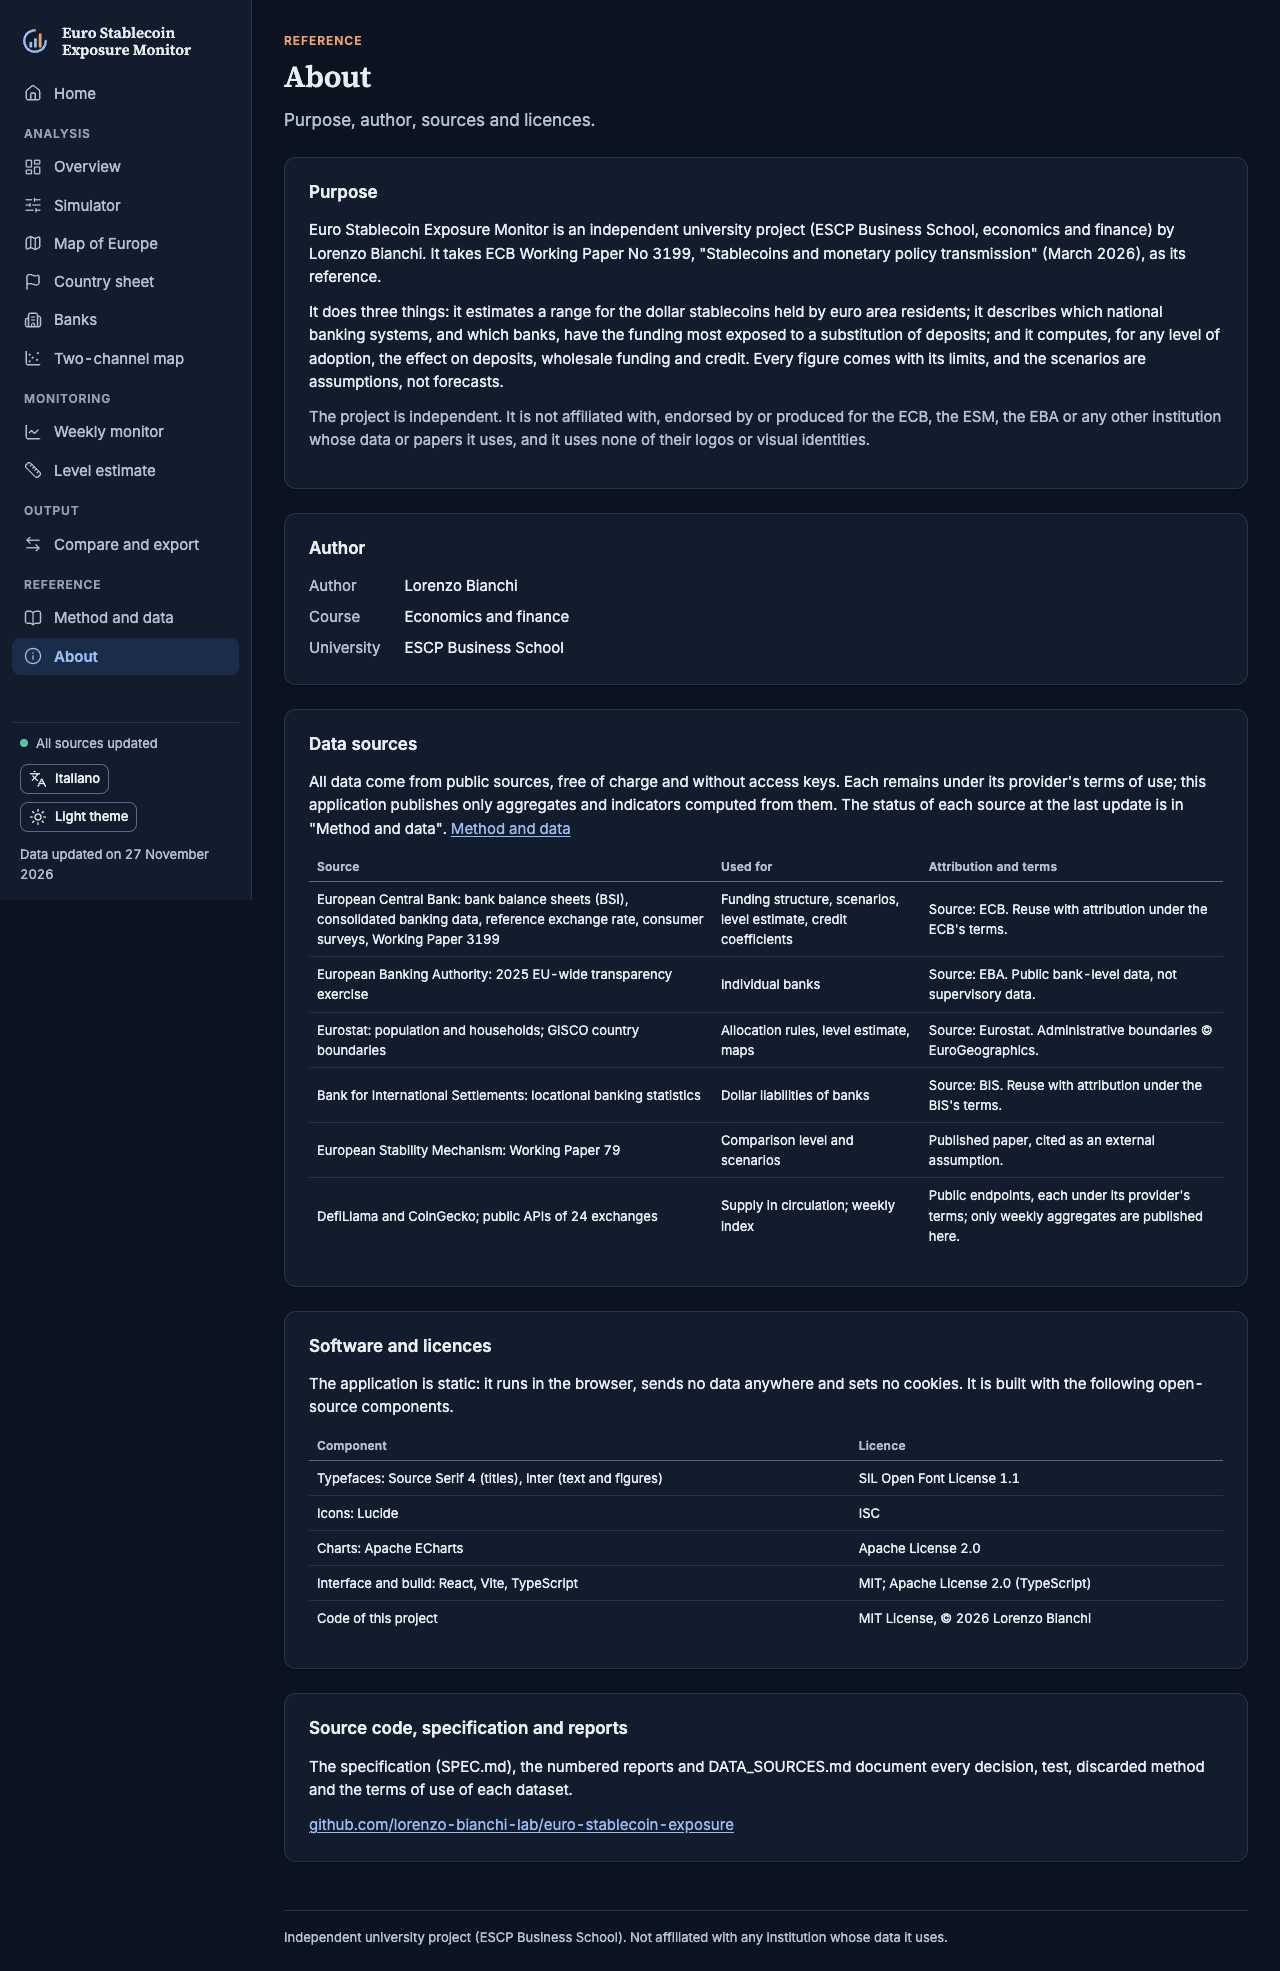 Euro Stablecoin
Exposure Monitor
Home
ANALYSIS
Overview
Simulator
Map of Europe
Country sheet
Banks
Two-channel map
MONITORING
Weekly monitor
Level estimate
OUTPUT
Compare and export
REFERENCE
Method and data
About
All sources updated
Italiano
Light theme
Data updated on 27 November
2026
REFERENCE
About
Purpose, author, sources and licences.
Purpose
Euro Stablecoin Exposure Monitor is an independent university project (ESCP Business School, economics and finance) by
Lorenzo Bianchi. It takes ECB Working Paper No 3199, "Stablecoins and monetary policy transmission" (March 2026), as its
reference.
It does three things: it estimates a range for the dollar stablecoins held by euro area residents; it describes which national
banking systems, and which banks, have the funding most exposed to a substitution of deposits; and it computes, for any level of
adoption, the effect on deposits, wholesale funding and credit. Every figure comes with its limits, and the scenarios are
assumptions, not forecasts.
The project is independent. It is not affiliated with, endorsed by or produced for the ECB, the ESM, the EBA or any other institution
whose data or papers it uses, and it uses none of their logos or visual identities.
Author
Author Lorenzo Bianchi
Course Economics and finance
University ESCP Business School
Data sources
All data come from public sources, free of charge and without access keys. Each remains under its provider's terms of use; this
application publishes only aggregates and indicators computed from them. The status of each source at the last update is in
"Method and data". Method and data
Source Used for Attribution and terms
European Central Bank: bank balance sheets (BSI),
consolidated banking data, reference exchange rate, consumer
surveys, Working Paper 3199
Funding structure, scenarios,
level estimate, credit
coefficients
Source: ECB. Reuse with attribution under the
ECB's terms.
European Banking Authority: 2025 EU-wide transparency
exercise
Individual banks
Source: EBA. Public bank-level data, not
supervisory data.
Eurostat: population and households; GISCO country
boundaries
Allocation rules, level estimate,
maps
Source: Eurostat. Administrative boundaries ©
EuroGeographics.
Bank for International Settlements: locational banking statistics
Dollar liabilities of banks
Source: BIS. Reuse with attribution under the
BIS's terms.
European Stability Mechanism: Working Paper 79
Comparison level and
scenarios
Published paper, cited as an external
assumption.
DefiLlama and CoinGecko; public APIs of 24 exchanges
Supply in circulation; weekly
index
Public endpoints, each under its provider's
terms; only weekly aggregates are published
here.
Software and licences
The application is static: it runs in the browser, sends no data anywhere and sets no cookies. It is built with the following open-
source components.
Component Licence
Typefaces: Source Serif 4 (titles), Inter (text and figures) SIL Open Font License 1.1
Icons: Lucide ISC
Charts: Apache ECharts Apache License 2.0
Interface and build: React, Vite, TypeScript MIT; Apache License 2.0 (TypeScript)
Code of this project MIT License, © 2026 Lorenzo Bianchi
Source code, specification and reports
The specification (SPEC.md), the numbered reports and DATA_SOURCES.md document every decision, test, discarded method
and the terms of use of each dataset.
github.com/lorenzo-bianchi-lab/euro-stablecoin-exposure
Independent university project (ESCP Business School). Not affiliated with any institution whose data it uses.